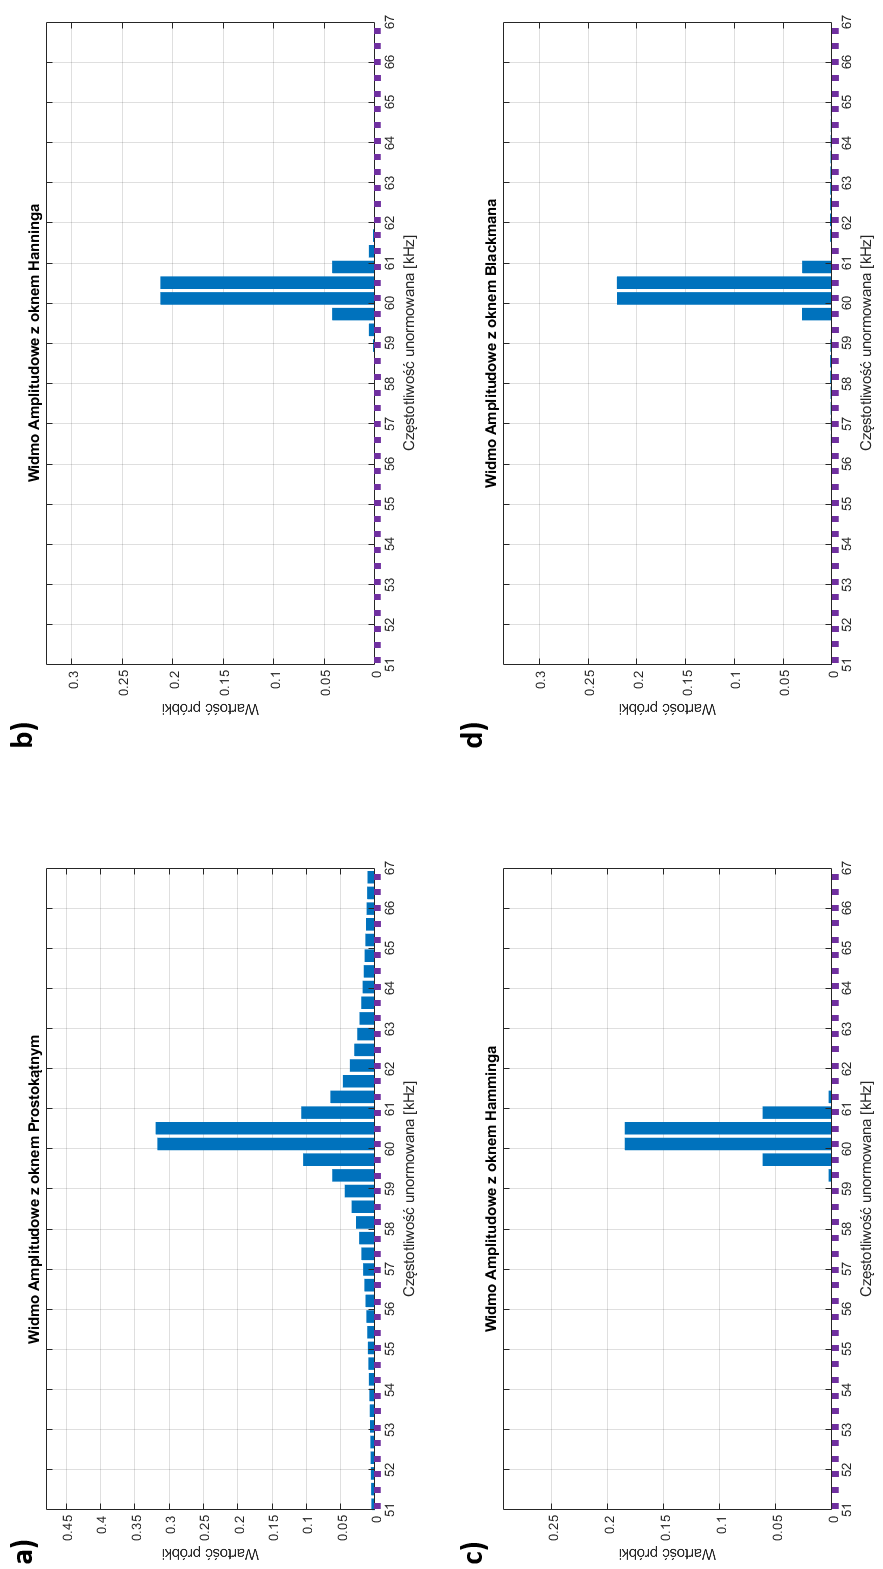 a)
Widmo Amplitudowe z oknem Prostokątnym
Wartość próbki
0.45
0.4
0.35
0.3
0.25
0.2
0.15
0.1
0.05
0
51 52 53 54 55 56 57 58 59 60 61 62 63 64 65 66 67
Częstotliwość unormowana [kHz]
b)
Widmo Amplitudowe z oknem Hanninga
Wartość próbki
0.3
0.25
0.2
0.15
0.1
0.05
0
51 52 53 54 55 56 57 58 59 60 61 62 63 64 65 66 67
Częstotliwość unormowana [kHz]
c)
Widmo Amplitudowe z oknem Hamminga
Wartość próbki
0.25
0.2
0.15
0.1
0.05
0
51 52 53 54 55 56 57 58 59 60 61 62 63 64 65 66 67
Częstotliwość unormowana [kHz]
d)
Widmo Amplitudowe z oknem Blackmana
Wartość próbki
0.3
0.25
0.2
0.15
0.1
0.05
0
51 52 53 54 55 56 57 58 59 60 61 62 63 64 65 66 67
Częstotliwość unormowana [kHz]